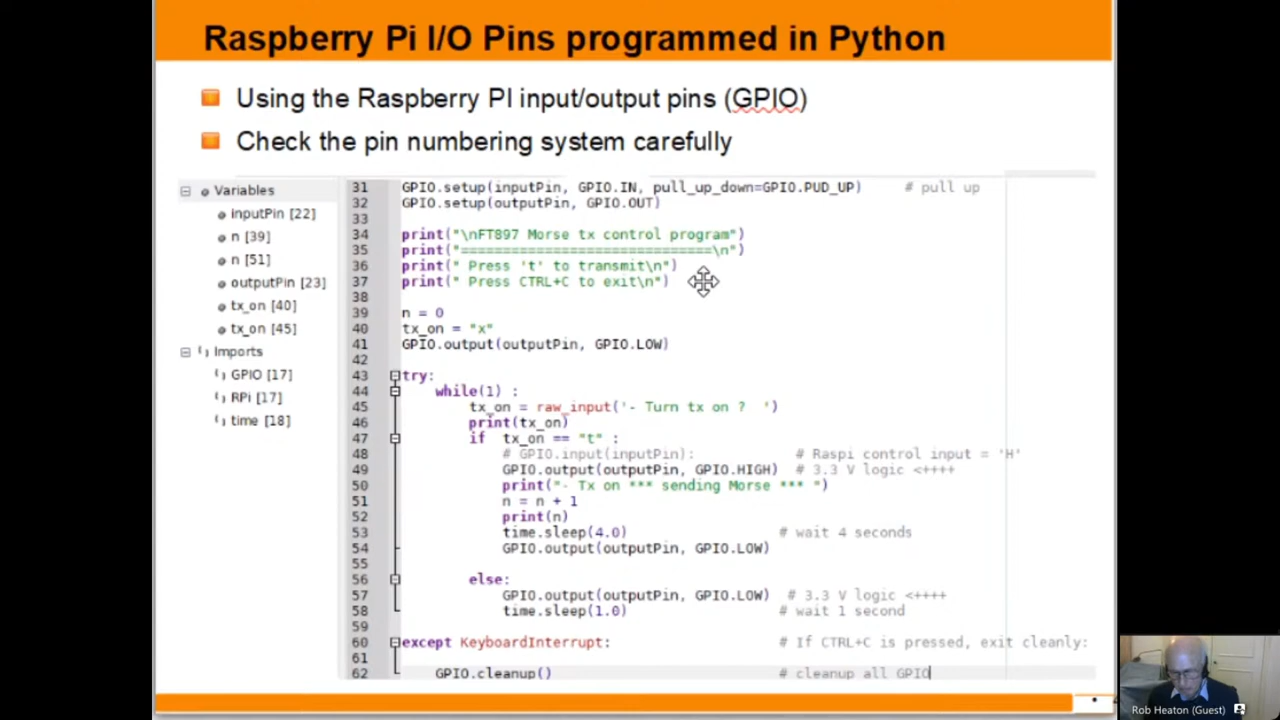 Raspberry Pi I/O Pins programmed in Python
Using the Raspberry PI input/output pins (GPIO)
Check the pin numbering system carefully
Variables
inputPin [22]
n [39]
n [51]
outputPin [23]
tx_on [40]
tx_on [45]
Imports
GPIO [17]
RPi [17]
time [18]
31 GPIO.setup(inputPin, GPIO.IN, pull_up_down=GPIO.PUD_UP) # pull up
32 GPIO.setup(outputPin, GPIO.OUT)
33
34 print("\nFT897 Morse tx control program")
35 print("==============================\n")
36 print(" Press 't' to transmit\n")
37 print(" Press CTRL+C to exit\n")
38
39 n = 0
40 tx_on = "x"
41 GPIO.output(outputPin, GPIO.LOW)
42
43 try:
44 while(1) :
45 tx_on = raw_input('- Turn tx on ?  ')
46 print(tx_on)
47 if tx_on == "t" :
48 # GPIO.input(inputPin): # Raspi control input = 'H'
49 GPIO.output(outputPin, GPIO.HIGH) # 3.3 V logic <++++
50 print("- Tx on *** sending Morse *** ")
51 n = n + 1
52 print(n)
53 time.sleep(4.0) # wait 4 seconds
54 GPIO.output(outputPin, GPIO.LOW)
55
56 else:
57 GPIO.output(outputPin, GPIO.LOW) # 3.3 V logic <++++
58 time.sleep(1.0) # wait 1 second
59
60 except KeyboardInterrupt: # If CTRL+C is pressed, exit cleanly:
61
62 GPIO.cleanup() # cleanup all GPIO
Rob Heaton (Guest)